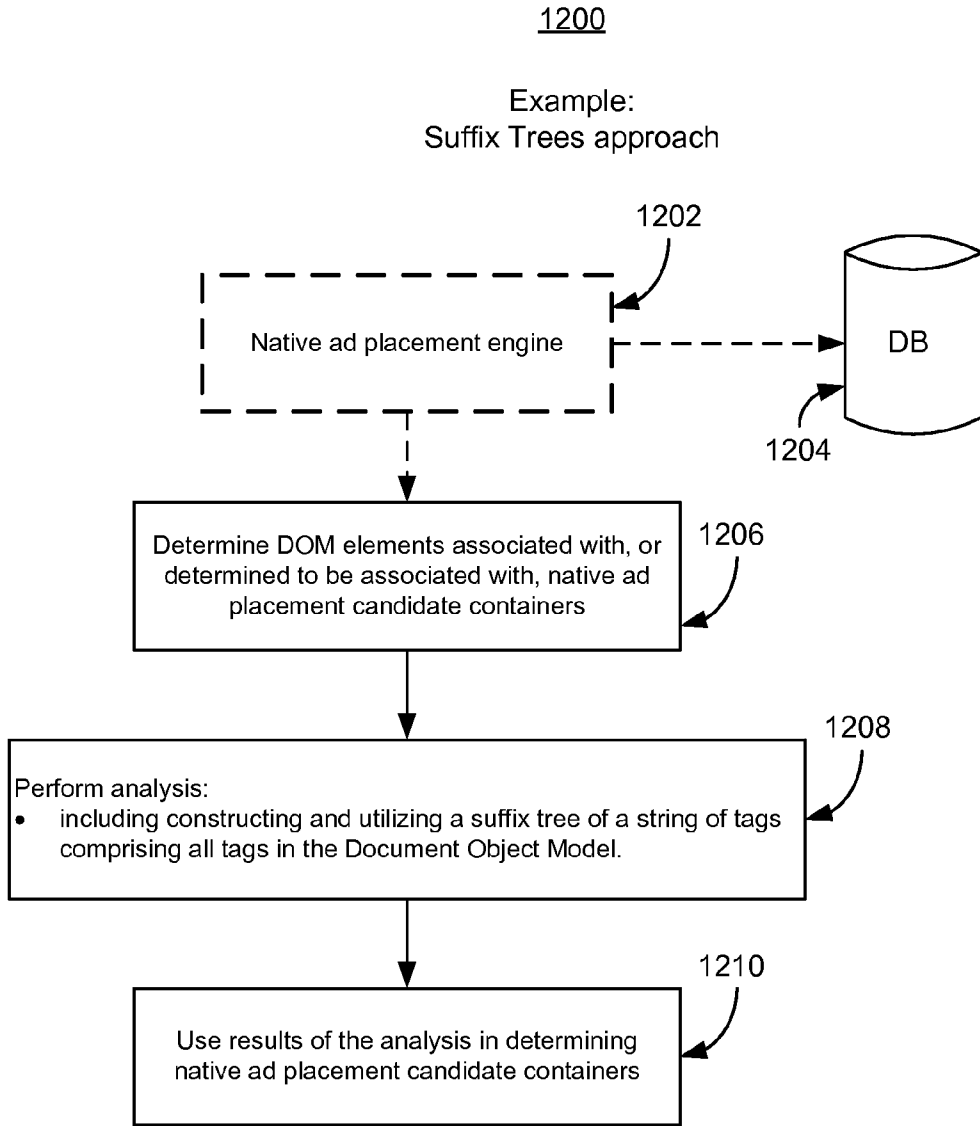 1200
Example:
Suffix Trees approach
1202
Native ad placement engine
DB
1204
Determine DOM elements associated with, or
determined to be associated with, native ad
placement candidate containers
1206
1208
Perform analysis:
• including constructing and utilizing a suffix tree of a string of tags
comprising all tags in the Document Object Model.
1210
Use results of the analysis in determining
native ad placement candidate containers